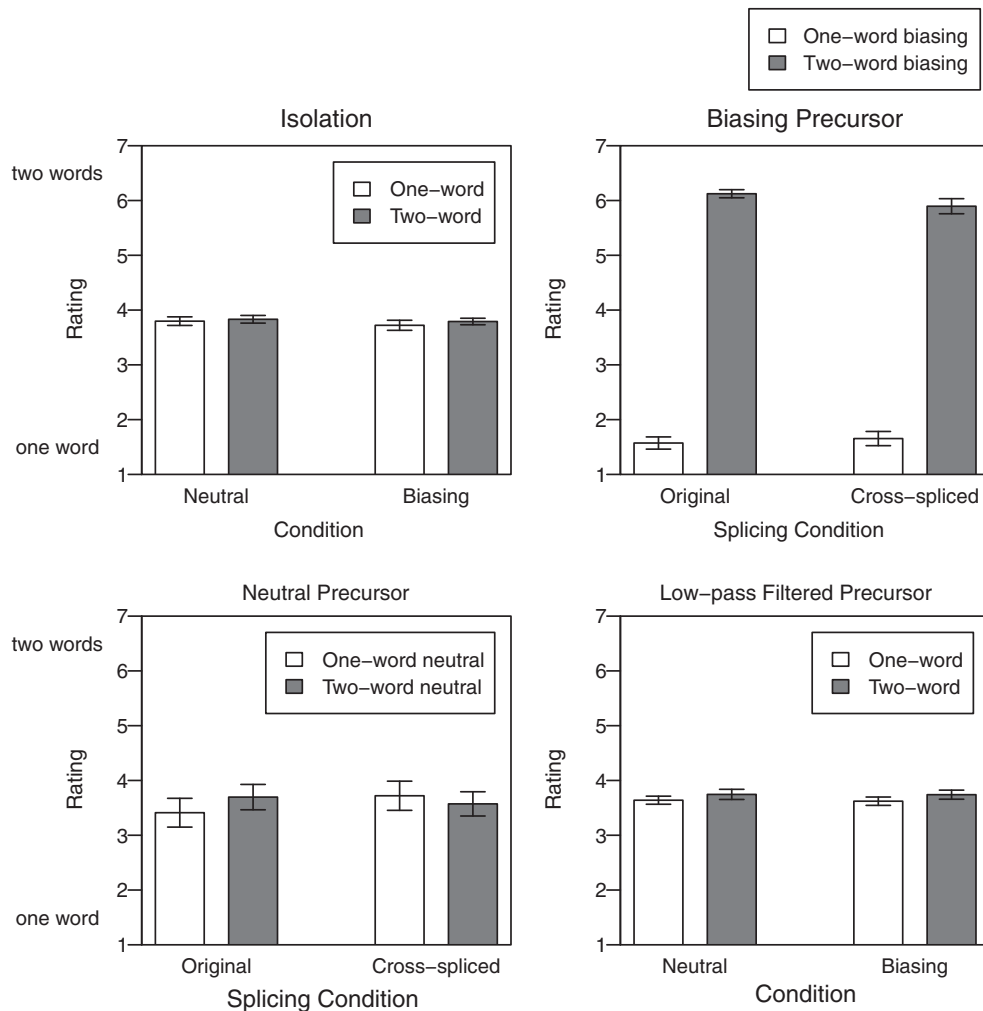 One−word biasing
Two−word biasing
Isolation
7
two words
6
5
4
3
2
one word
1
Rating
One−word
Two−word
Neutral
Biasing
Condition
Biasing Precursor
7
6
5
4
3
2
1
Rating
Original
Cross−spliced
Splicing Condition
Neutral Precursor
7
two words
6
5
4
3
2
one word
1
Rating
One−word neutral
Two−word neutral
Original
Cross−spliced
Splicing Condition
Low−pass Filtered Precursor
7
6
5
4
3
2
1
Rating
One−word
Two−word
Neutral
Biasing
Condition